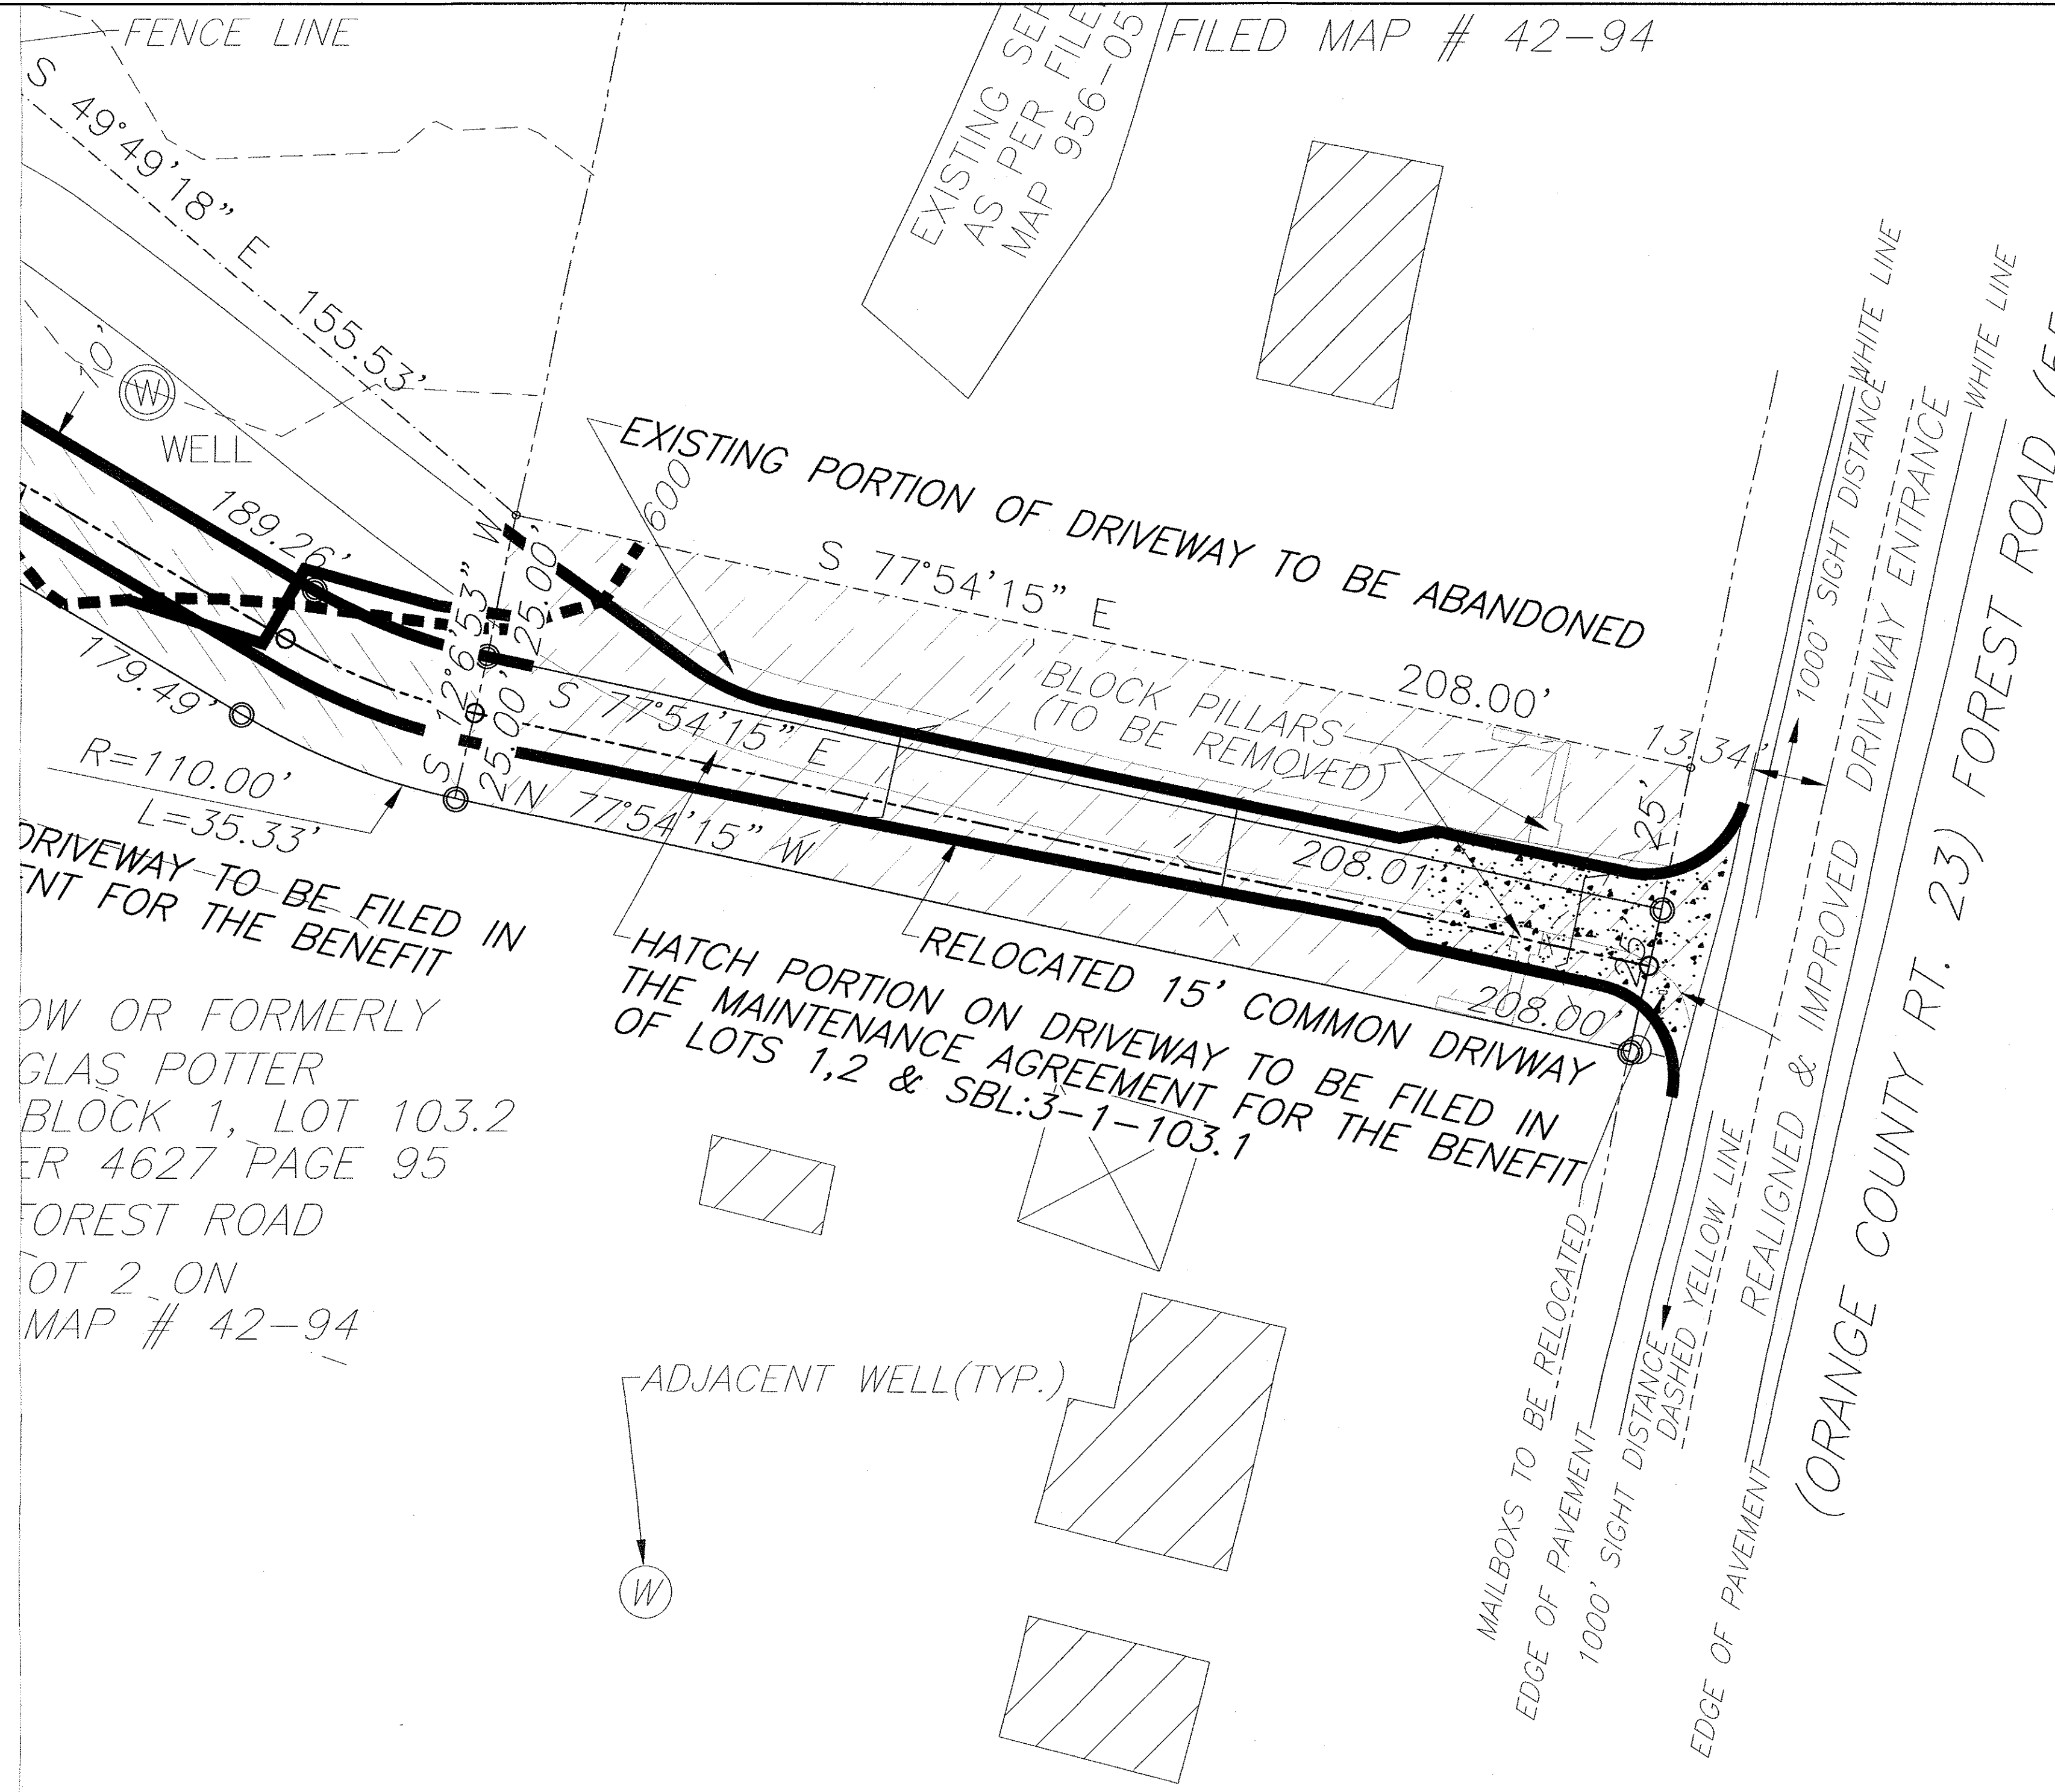 FENCE LINE
FILED MAP # 42-94
EXISTING
AS PER FILE
MAP 956-05
S 49°49'18" E
155.53'
WELL
W
189.26'
179.49'
R=110.00'
L=35.33'
EXISTING PORTION OF DRIVEWAY TO BE ABANDONED
600
W
S 77°54'15" E
208.00'
13.34'
25.00'
25.00'
S 12°6'53"
S 77°54'15" E
N 77°54'15" W
BLOCK PILLARS
(TO BE REMOVED)
208.01'
25'
25'
208.00'
RELOCATED 15' COMMON DRIVWAY
HATCH PORTION ON DRIVEWAY TO BE FILED IN
THE MAINTENANCE AGREEMENT FOR THE BENEFIT
OF LOTS 1,2 & SBL:3-1-103.1
DRIVEWAY TO BE FILED IN
ENT FOR THE BENEFIT
OW OR FORMERLY
GLAS POTTER
BLOCK 1, LOT 103.2
ER 4627 PAGE 95
FOREST ROAD
OT 2 ON
MAP # 42-94
ADJACENT WELL(TYP.)
W
WHITE LINE
1000' SIGHT DISTANCE
WHITE LINE
REALIGNED & IMPROVED DRIVEWAY ENTRANCE
(ORANGE COUNTY RT. 23) FOREST ROAD
MAILBOXS TO BE RELOCATED
EDGE OF PAVEMENT
1000' SIGHT DISTANCE
DASHED YELLOW LINE
EDGE OF PAVEMENT